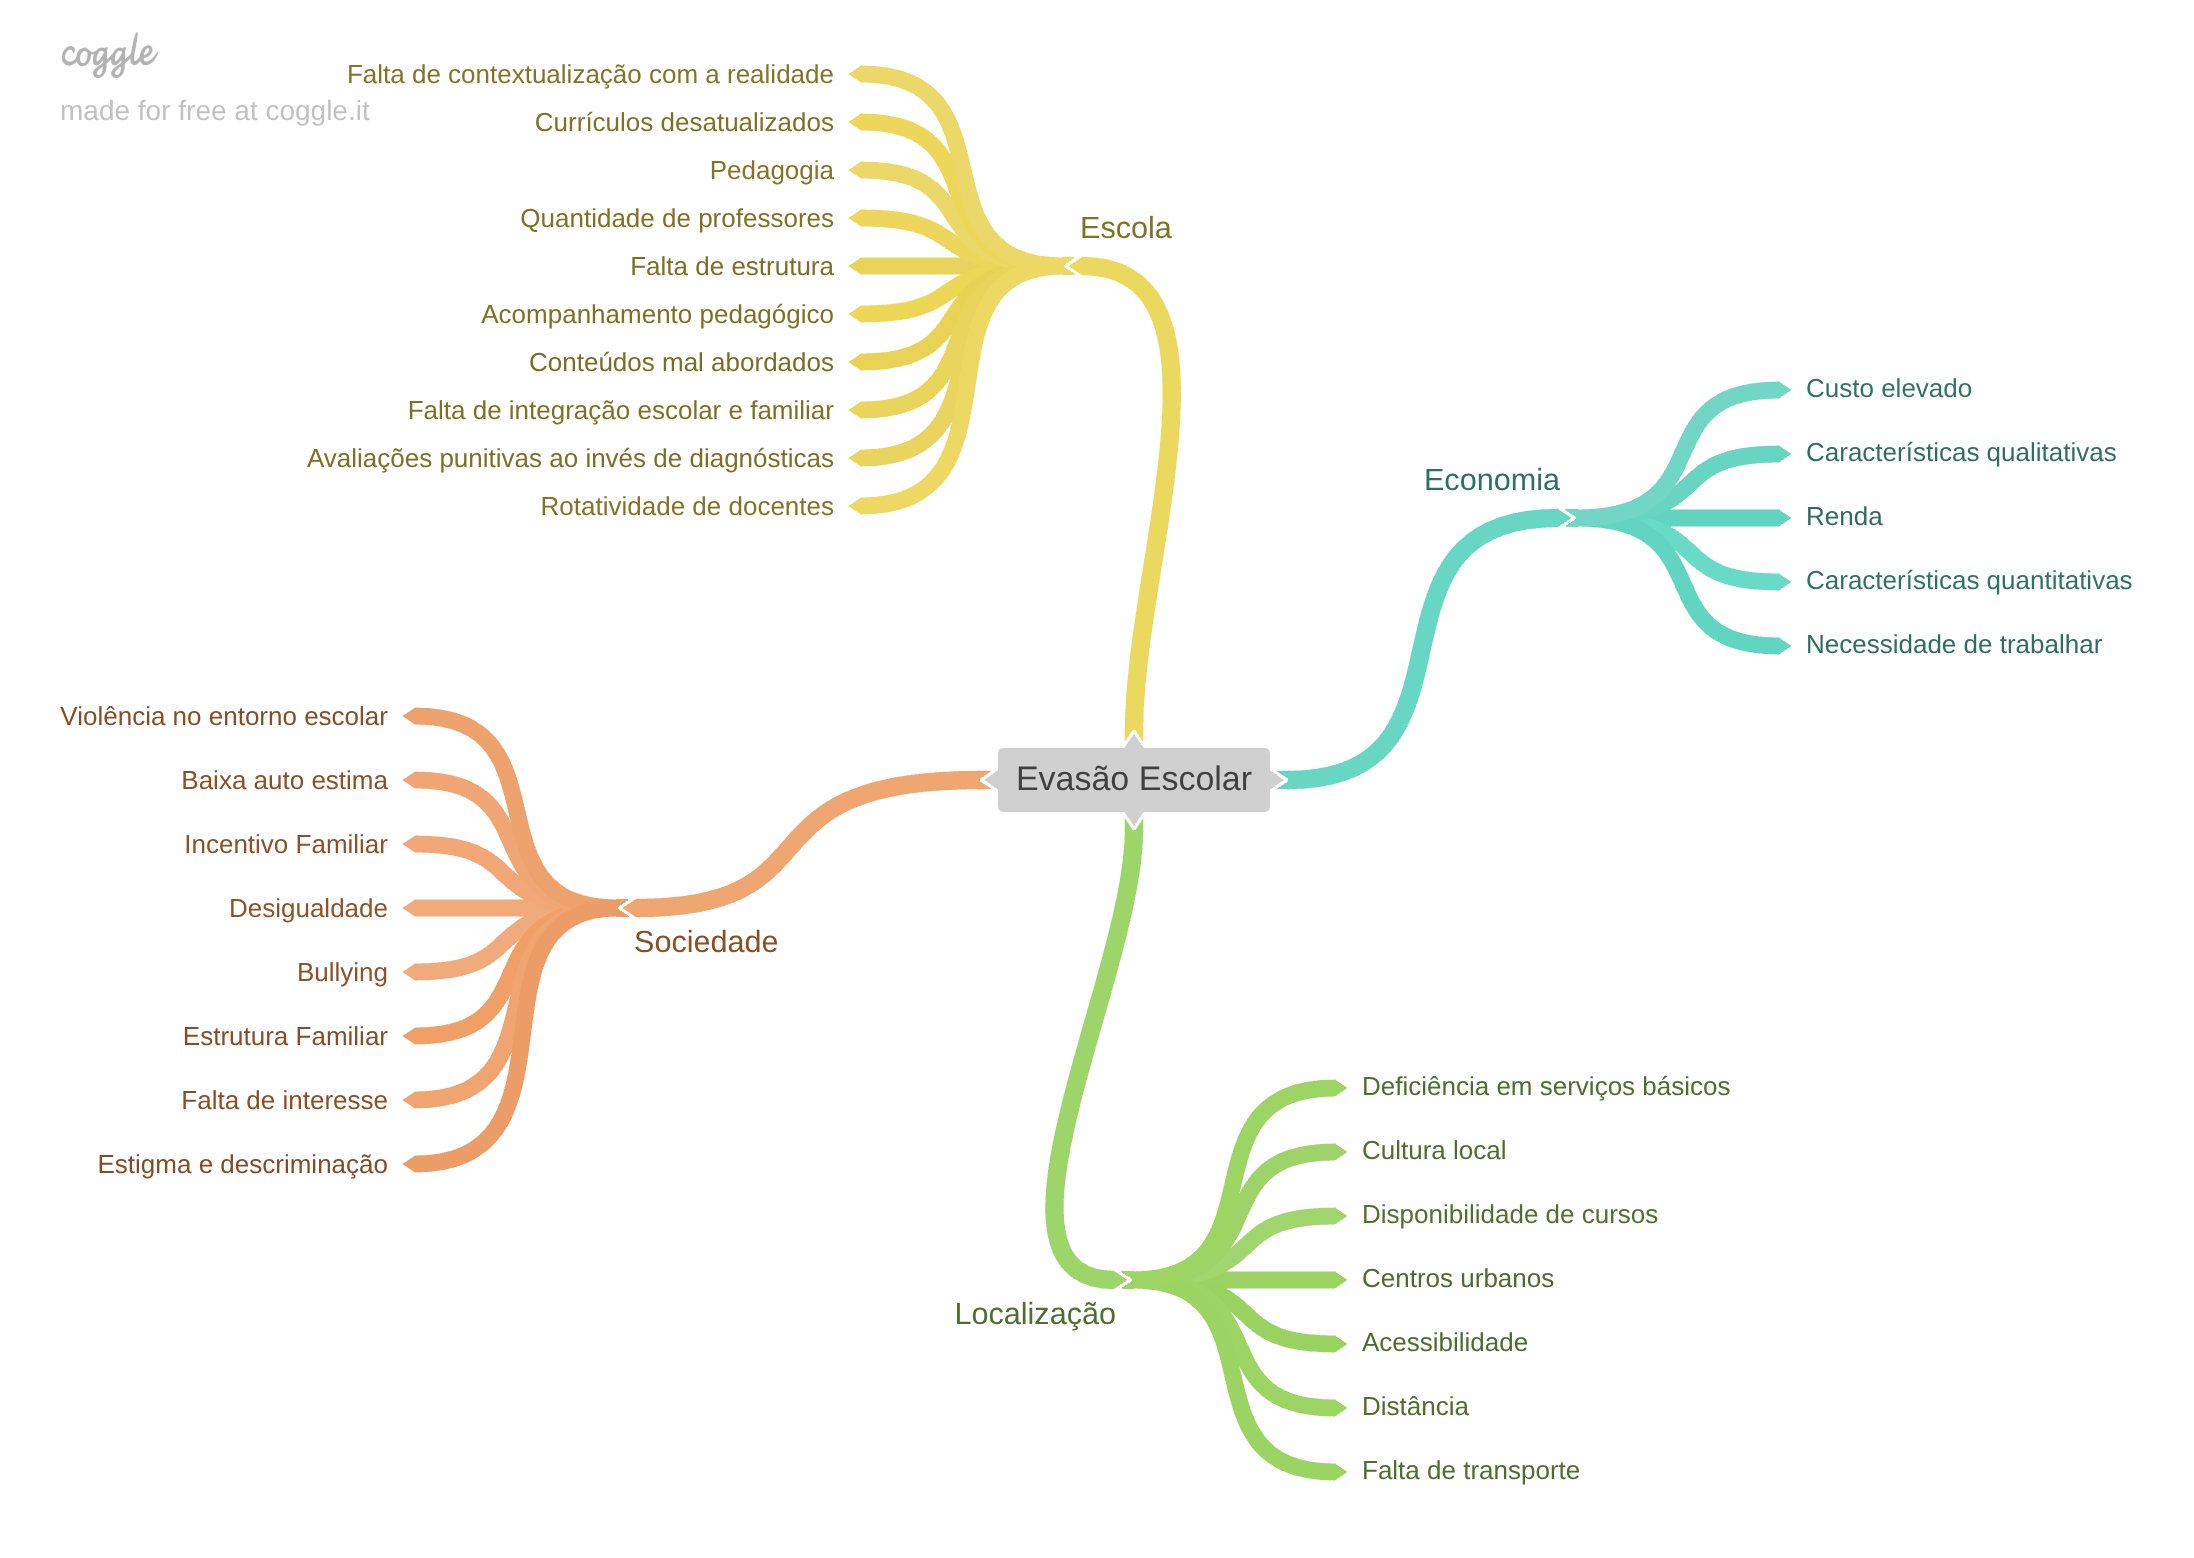 coggle
made for free at coggle.it
Falta de contextualização com a realidade
Currículos desatualizados
Pedagogia
Quantidade de professores
Falta de estrutura
Acompanhamento pedagógico
Conteúdos mal abordados
Falta de integração escolar e familiar
Avaliações punitivas ao invés de diagnósticas
Rotatividade de docentes
Escola
Economia
Custo elevado
Características qualitativas
Renda
Características quantitativas
Necessidade de trabalhar
Evasão Escolar
Violência no entorno escolar
Baixa auto estima
Incentivo Familiar
Desigualdade
Bullying
Estrutura Familiar
Falta de interesse
Estigma e descriminação
Sociedade
Localização
Deficiência em serviços básicos
Cultura local
Disponibilidade de cursos
Centros urbanos
Acessibilidade
Distância
Falta de transporte